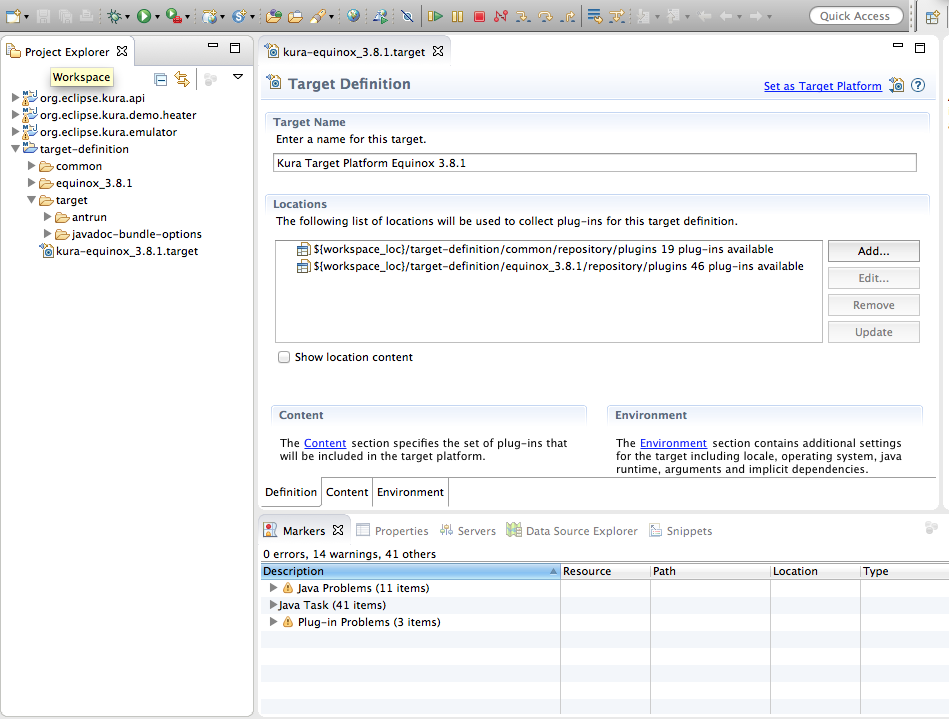 Quick Access
Project Explorer
Workspace
org.eclipse.kura.api
org.eclipse.kura.demo.heater
org.eclipse.kura.emulator
target-definition
common
equinox_3.8.1
target
antrun
javadoc-bundle-options
kura-equinox_3.8.1.target
kura-equinox_3.8.1.target
Target Definition
Set as Target Platform
Target Name
Enter a name for this target.
Kura Target Platform Equinox 3.8.1
Locations
The following list of locations will be used to collect plug-ins for this target definition.
${workspace_loc}/target-definition/common/repository/plugins 19 plug-ins available
${workspace_loc}/target-definition/equinox_3.8.1/repository/plugins 46 plug-ins available
Add...
Edit...
Remove
Update
Show location content
Content
The Content section specifies the set of plug-ins that
will be included in the target platform.
Environment
The Environment section contains additional settings
for the target including locale, operating system, java
runtime, arguments and implicit dependencies.
Definition Content Environment
Markers Properties Servers Data Source Explorer Snippets
0 errors, 14 warnings, 41 others
Description Resource Path Location Type
Java Problems (11 items)
Java Task (41 items)
Plug-in Problems (3 items)